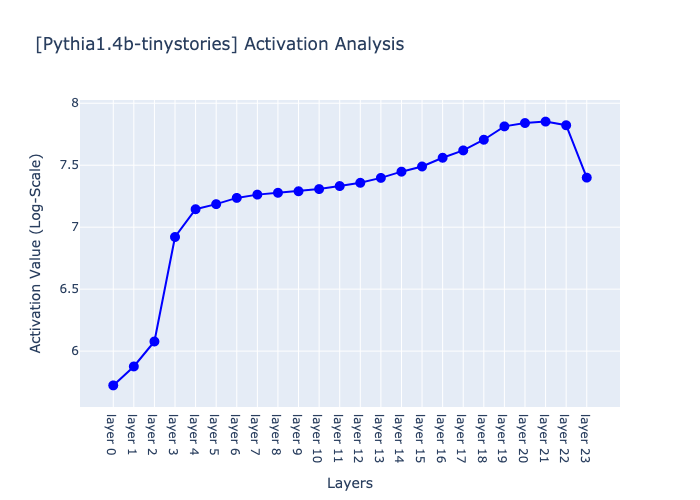 [Pythia1.4b-tinystories] Activation Analysis
Activation Value (Log-Scale)
8
7.5
7
6.5
6
layer 0
layer 1
layer 2
layer 3
layer 4
layer 5
layer 6
layer 7
layer 8
layer 9
layer 10
layer 11
layer 12
layer 13
layer 14
layer 15
layer 16
layer 17
layer 18
layer 19
layer 20
layer 21
layer 22
layer 23
Layers